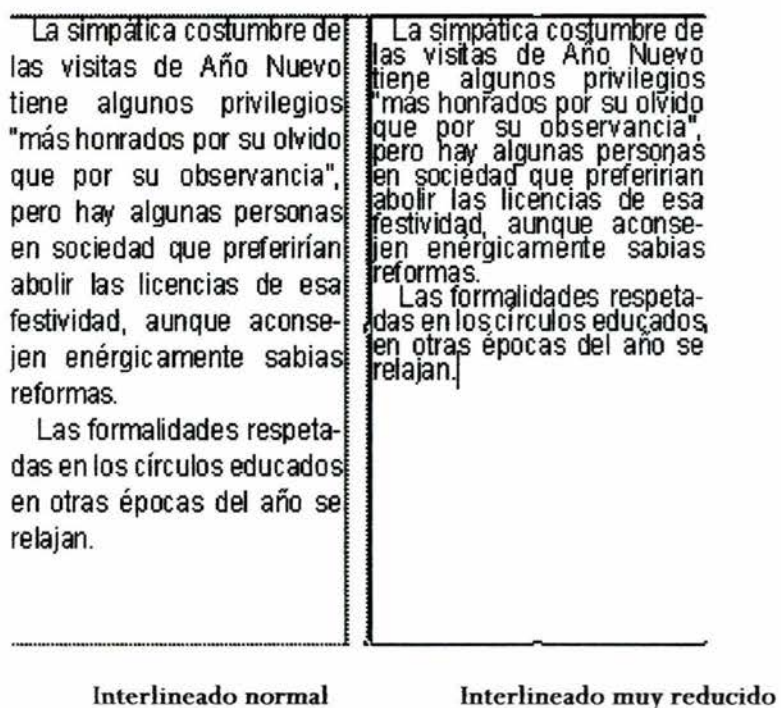 La simpática costumbre de
las visitas de Año Nuevo
tiene algunos privilegios
"más honrados por su olvido
que por su observancia",
pero hay algunas personas
en sociedad que preferirían
abolir las licencias de esa
festividad, aunque aconse-
jen enérgicamente sabias
reformas.
Las formalidades respeta-
das en los círculos educados
en otras épocas del año se
relajan.
Interlineado normal
La simpática costumbre de
las visitas de Año Nuevo
tiene algunos privilegios
"más honrados por su olvido
que por su observancia",
pero hay algunas personas
en sociedad que preferirían
abolir las licencias de esa
festividad, aunque aconse-
jen enérgicamente sabias
reformas.
Las formalidades respeta-
das en los círculos educados
en otras épocas del año se
relajan.
Interlineado muy reducido